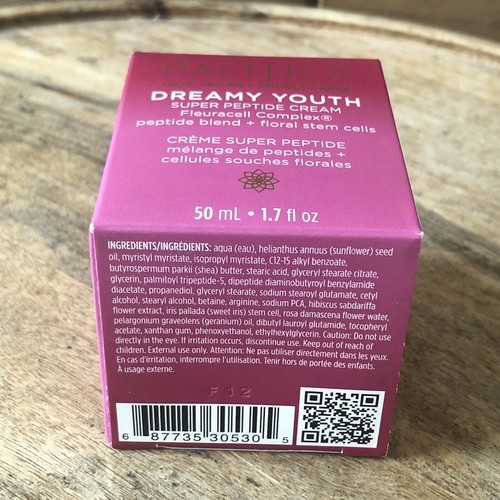 PACIFICA
100% VEGAN + CRUELTY-FREE
DREAMY YOUTH
SUPER PEPTIDE CREAM
Fleuracell Complex®
peptide blend + floral stem cells
CRÈME SUPER PEPTIDE
mélange de peptides +
cellules souches florales
50 mL • 1.7 fl oz
INGREDIENTS/INGRÉDIENTS: aqua (eau), helianthus annuus (sunflower) seed
oil, myristyl myristate, isopropyl myristate, C12-15 alkyl benzoate,
butyrospermum parkii (shea) butter, stearic acid, glyceryl stearate citrate,
glycerin, palmitoyl tripeptide-5, dipeptide diaminobutyroyl benzylamide
diacetate, propanediol, glyceryl stearate, sodium stearoyl glutamate, cetyl
alcohol, stearyl alcohol, betaine, arginine, sodium PCA, hibiscus sabdariffa
flower extract, iris pallada (sweet iris) stem cell, rosa damascena flower water,
pelargonium graveolens (geranium) oil, dibutyl lauroyl glutamide, tocopheryl
acetate, xanthan gum, phenoxyethanol, ethylhexylglycerin. Caution: Do not use
directly in the eye. If irritation occurs, discontinue use. Keep out of reach of
children. External use only. Attention: Ne pas utiliser directement dans les yeux.
En cas d'irritation, interrompre l'utilisation. Tenir hors de portée des enfants.
À usage externe.
F12
6 87735 30530 5